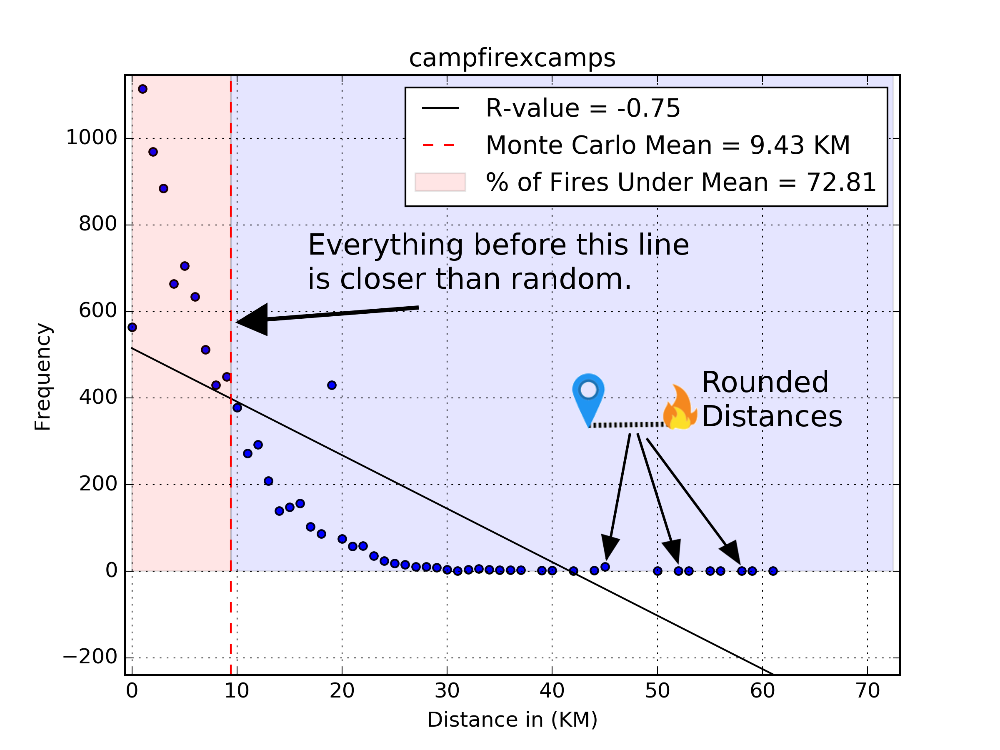 campfirexcamps
R-value = -0.75
Monte Carlo Mean = 9.43 KM
% of Fires Under Mean = 72.81
Everything before this line
is closer than random.
Rounded
Distances
Frequency
1000
800
600
400
200
0
−200
0 10 20 30 40 50 60 70
Distance in (KM)